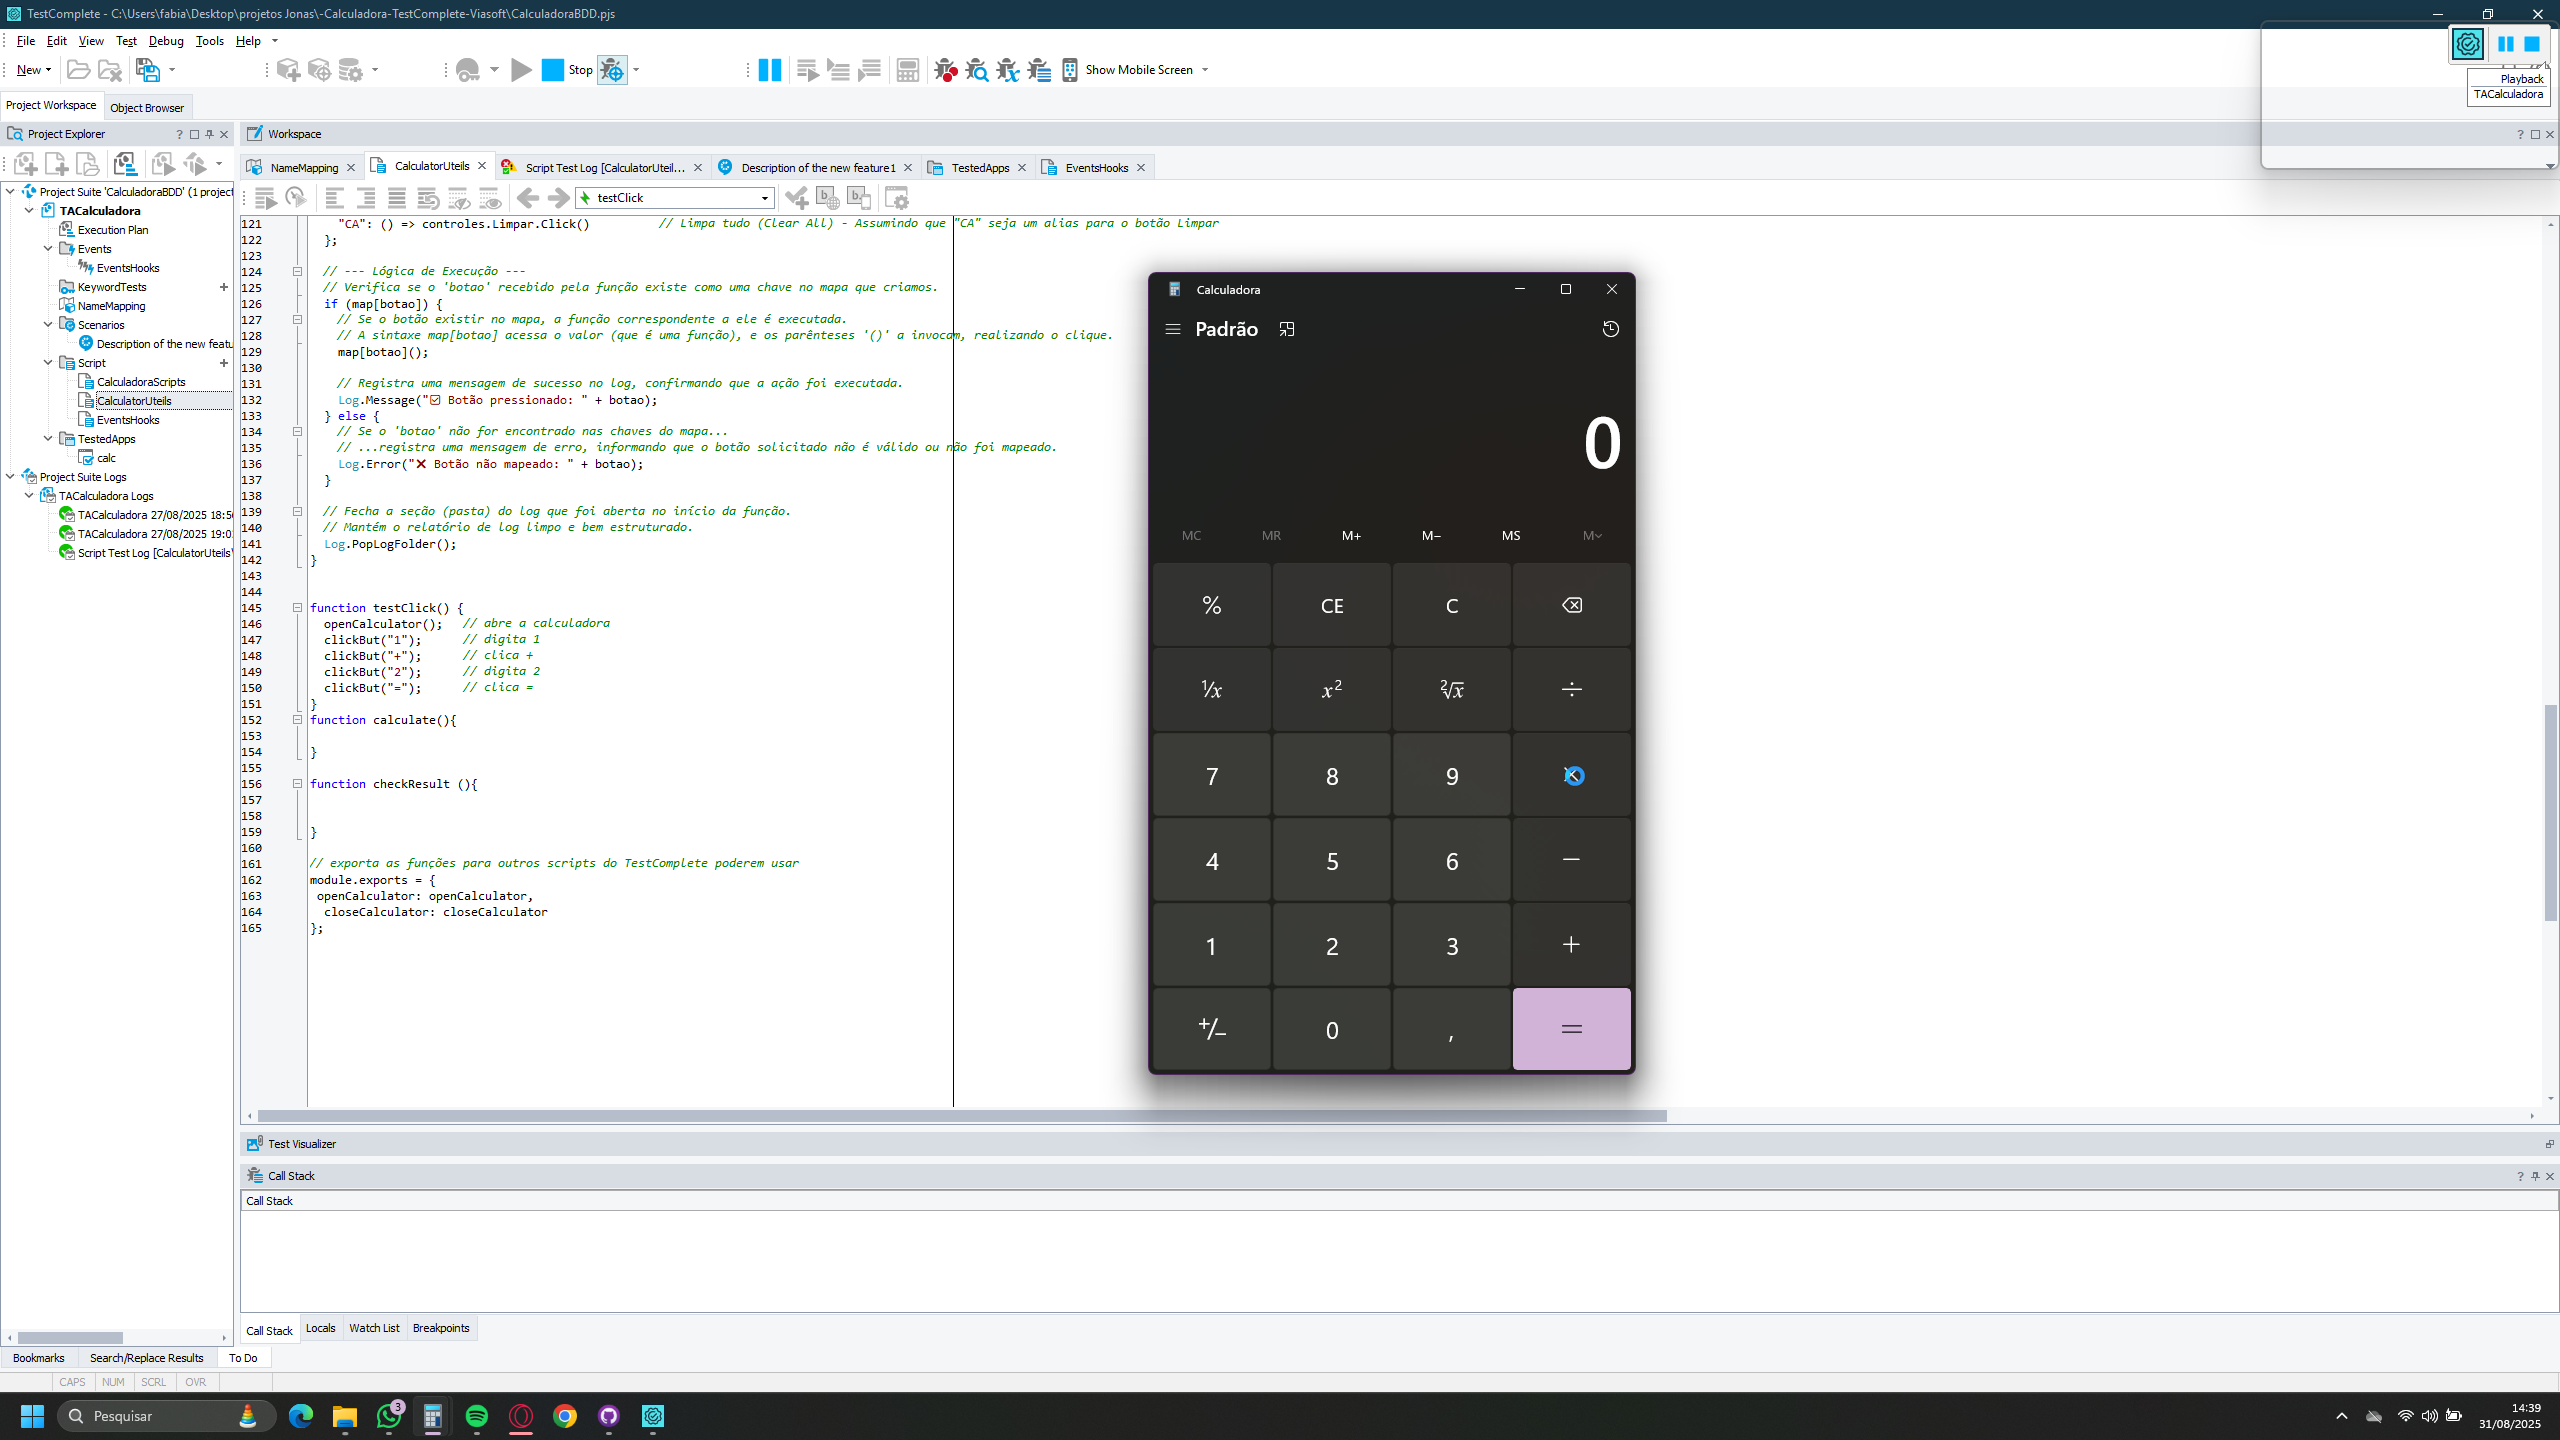 TestComplete - C:\Users\fabia\Desktop\projetos Jonas\-Calculadora-TestComplete-Viasoft\CalculadoraBDD.pjs
File Edit View Test Debug Tools Help
New
Stop
Show Mobile Screen
Playback
TACalculadora
Project Workspace
Object Browser
Project Explorer
Workspace
NameMapping
CalculatorUteils
Script Test Log [CalculatorUteil...
Description of the new feature1
TestedApps
EventsHooks
testClick
Project Suite 'CalculadoraBDD' (1 project
TACalculadora
Execution Plan
Events
EventsHooks
KeywordTests
NameMapping
Scenarios
Description of the new featu
Script
CalculadoraScripts
CalculatorUteils
EventsHooks
TestedApps
calc
Project Suite Logs
TACalculadora Logs
TACalculadora 27/08/2025 18:5
TACalculadora 27/08/2025 19:0
Script Test Log [CalculatorUteils\
121 "CA": () => controles.Limpar.Click() // Limpa tudo (Clear All) - Assumindo que "CA" seja um alias para o botão Limpar
122 };
123
124 // --- Lógica de Execução ---
125 // Verifica se o 'botao' recebido pela função existe como uma chave no mapa que criamos.
126 if (map[botao]) {
127 // Se o botão existir no mapa, a função correspondente a ele é executada.
128 // A sintaxe map[botao] acessa o valor (que é uma função), e os parênteses '()' a invocam, realizando o clique.
129 map[botao]();
130
131 // Registra uma mensagem de sucesso no log, confirmando que a ação foi executada.
132 Log.Message("☑ Botão pressionado: " + botao);
133 } else {
134 // Se o 'botao' não for encontrado nas chaves do mapa...
135 // ...registra uma mensagem de erro, informando que o botão solicitado não é válido ou não foi mapeado.
136 Log.Error("❌ Botão não mapeado: " + botao);
137 }
138
139 // Fecha a seção (pasta) do log que foi aberta no início da função.
140 // Mantém o relatório de log limpo e bem estruturado.
141 Log.PopLogFolder();
142 }
143
144
145 function testClick() {
146 openCalculator(); // abre a calculadora
147 clickBut("1"); // digita 1
148 clickBut("+"); // clica +
149 clickBut("2"); // digita 2
150 clickBut("="); // clica =
151 }
152 function calculate(){
153
154 }
155
156 function checkResult (){
157
158
159 }
160
161 // exporta as funções para outros scripts do TestComplete poderem usar
162 module.exports = {
163 openCalculator: openCalculator,
164 closeCalculator: closeCalculator
165 };
Calculadora
Padrão
0
MC MR M+ M− MS M˅
% CE C
¹/x x² ²√x ÷
7 8 9
4 5 6 −
1 2 3 +
+/− 0 , =
Test Visualizer
Call Stack
Call Stack
Call Stack Locals Watch List Breakpoints
Bookmarks Search/Replace Results To Do
CAPS NUM SCRL OVR
Pesquisar
3
14:39
31/08/2025